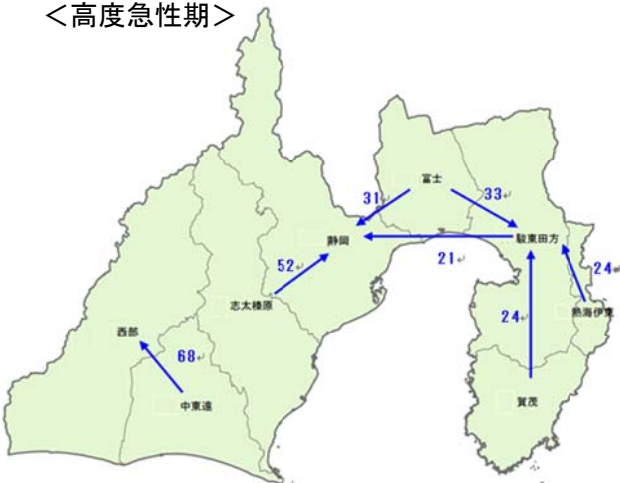 ＜高度急性期＞
富士
31
33
静岡
駿東田方
21
24
52
志太榛原
熱海伊東
24
西部
68
中東遠
賀茂